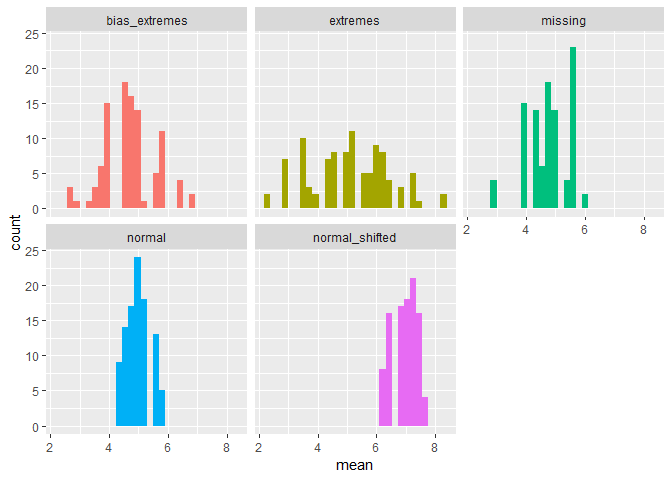 bias_extremes
extremes
missing
25
20
15
10
5
0
2 4 6 8
normal
normal_shifted
25
20
15
10
5
0
2 4 6 8
2 4 6 8
count
mean